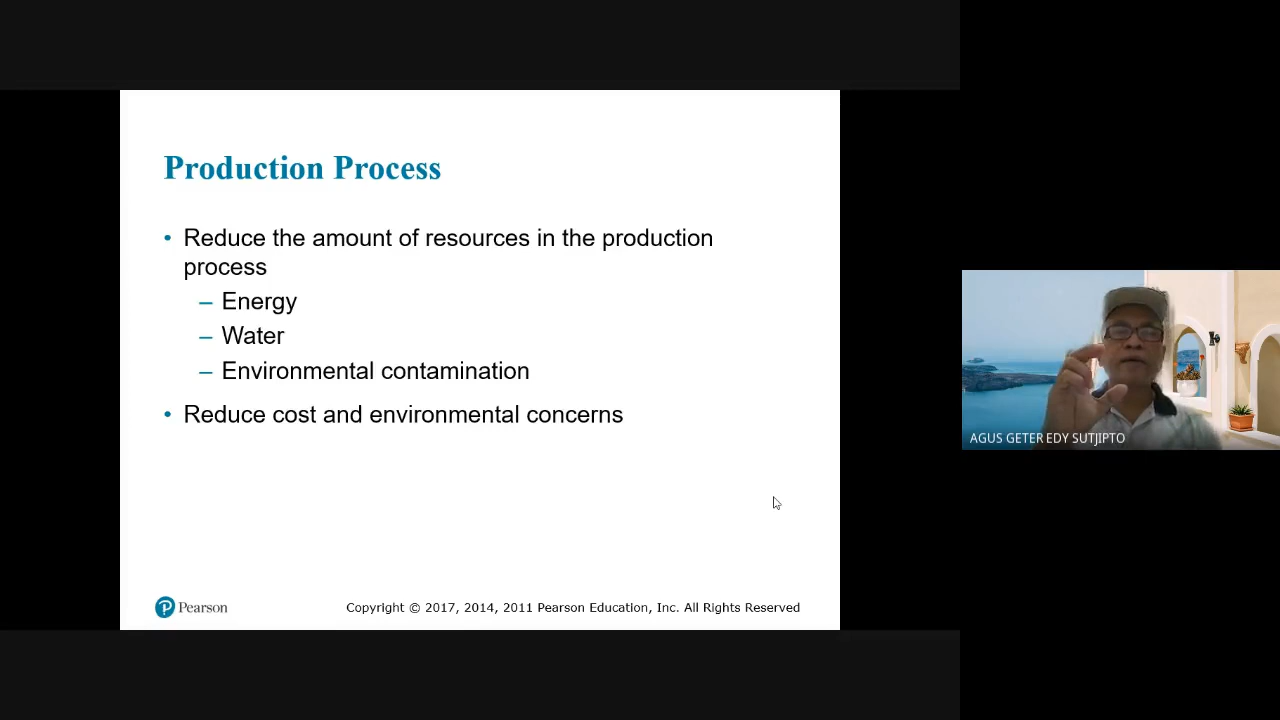 Production Process
• Reduce the amount of resources in the production
process
– Energy
– Water
– Environmental contamination
• Reduce cost and environmental concerns
Pearson
Copyright © 2017, 2014, 2011 Pearson Education, Inc. All Rights Reserved
AGUS GETER EDY SUTJIPTO